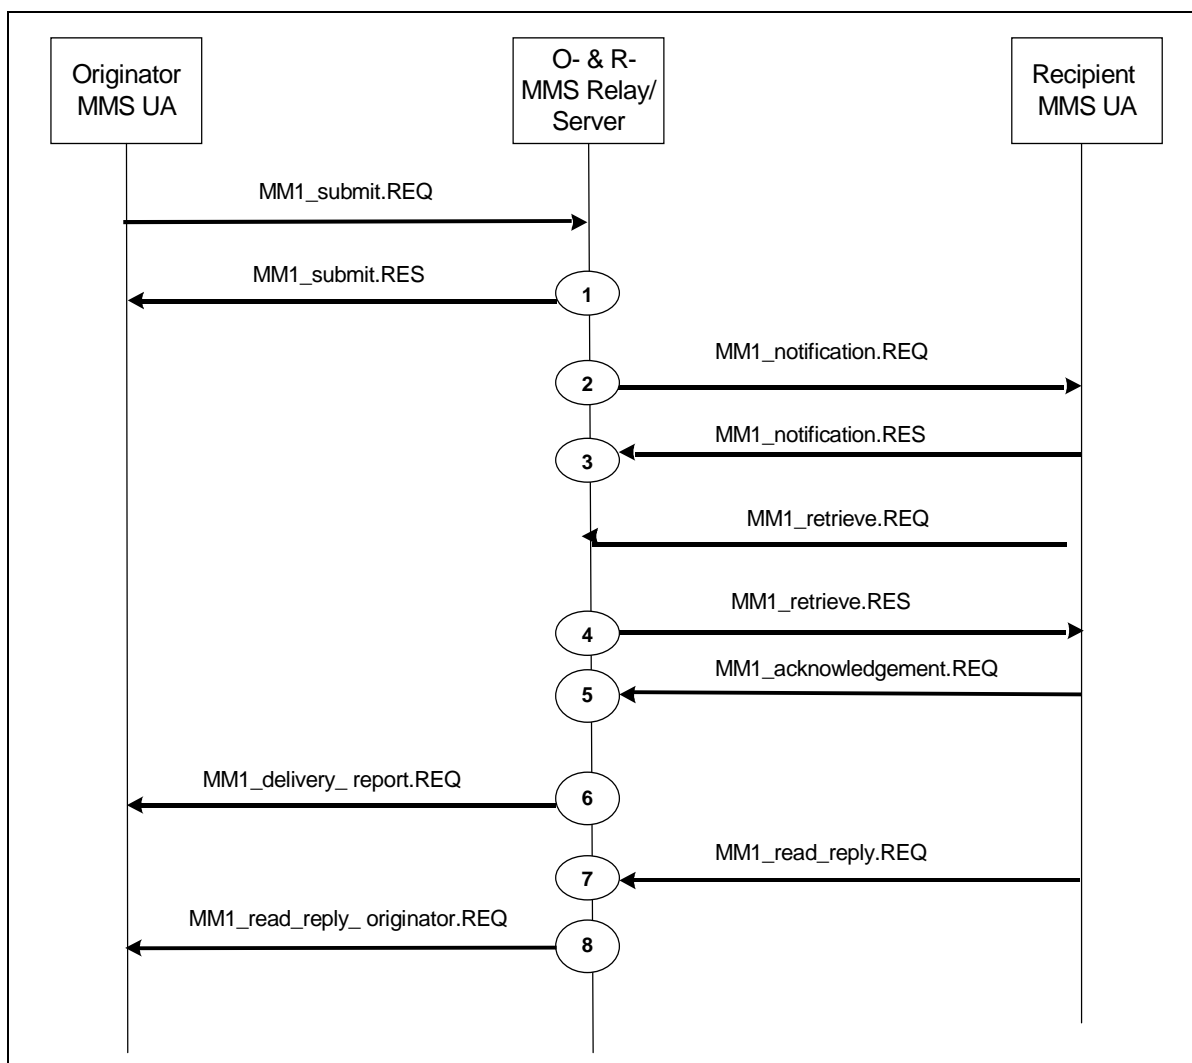 Originator
MMS UA
O- & R-
MMS Relay/
Server
Recipient
MMS UA
MM1_submit.REQ
MM1_submit.RES
1
MM1_notification.REQ
2
MM1_notification.RES
3
MM1_retrieve.REQ
MM1_retrieve.RES
4
MM1_acknowledgement.REQ
5
MM1_delivery_ report.REQ
6
MM1_read_reply.REQ
7
MM1_read_reply_ originator.REQ
8